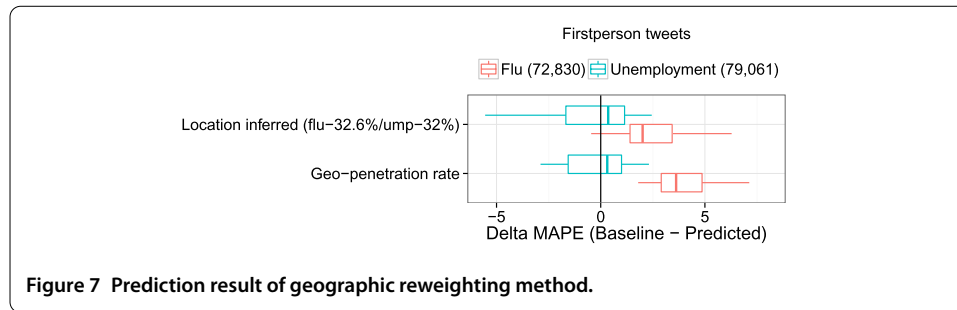 Firstperson tweets
Flu (72,830) Unemployment (79,061)
Location inferred (flu−32.6%/ump−32%)
Geo−penetration rate
−5 0 5
Delta MAPE (Baseline − Predicted)
Figure 7 Prediction result of geographic reweighting method.